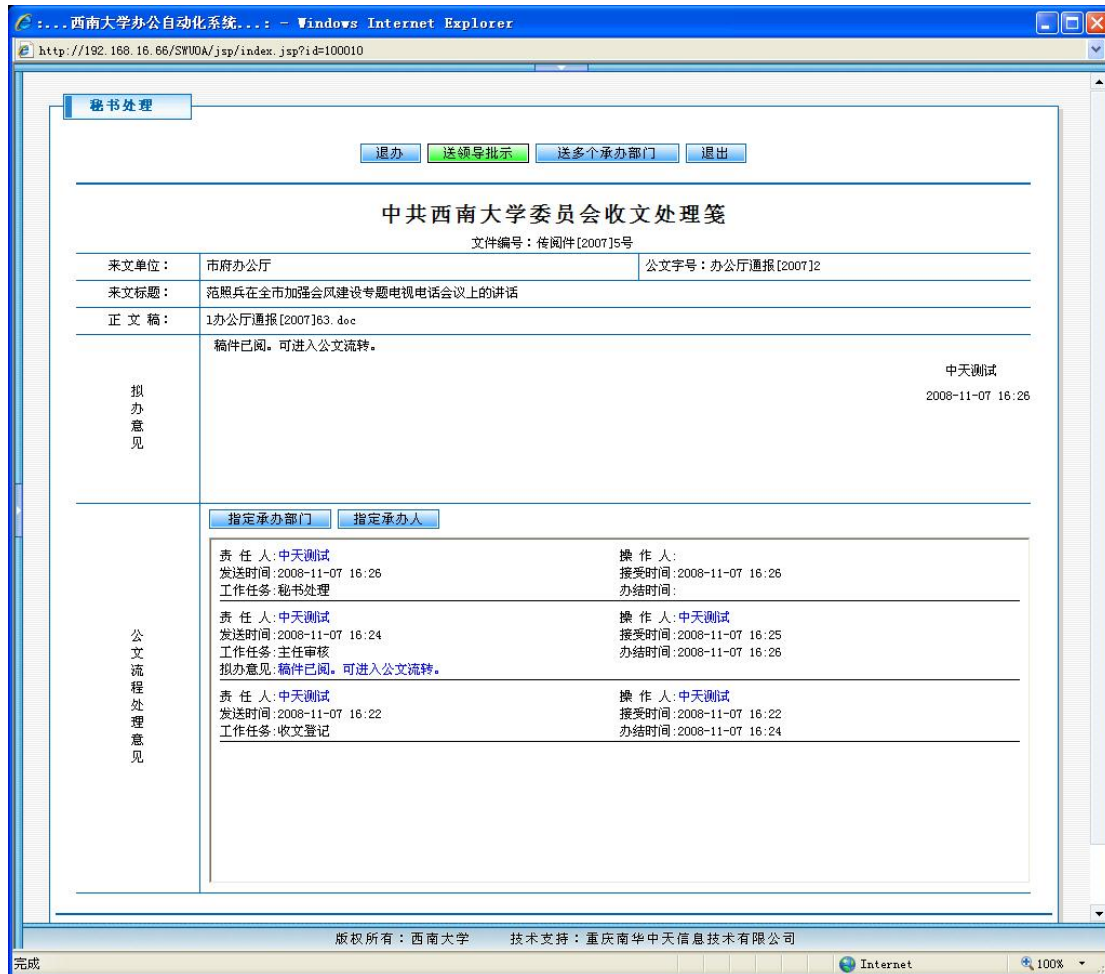 :...西南大学办公自动化系统...: - Windows Internet Explorer
http://192.168.16.66/SWUOA/jsp/index.jsp?id=100010
秘书处理
退办 送领导批示 送多个承办部门 退出
中共西南大学委员会收文处理笺
文件编号：传阅件[2007]5号
来文单位： 市府办公厅 公文字号：办公厅通报[2007]2
来文标题： 范照兵在全市加强会风建设专题电视电话会议上的讲话
正 文 稿： 1办公厅通报[2007]63.doc
拟办意见
稿件已阅。可进入公文流转。
中天测试
2008-11-07 16:26
公文流程处理意见
指定承办部门 指定承办人
责 任 人:中天测试 操 作 人:
发送时间:2008-11-07 16:26 接受时间:2008-11-07 16:26
工作任务:秘书处理 办结时间:
责 任 人:中天测试 操 作 人:中天测试
发送时间:2008-11-07 16:24 接受时间:2008-11-07 16:25
工作任务:主任审核 办结时间:2008-11-07 16:26
拟办意见:稿件已阅。可进入公文流转。
责 任 人:中天测试 操 作 人:中天测试
发送时间:2008-11-07 16:22 接受时间:2008-11-07 16:22
工作任务:收文登记 办结时间:2008-11-07 16:24
版权所有：西南大学 技术支持：重庆南华中天信息技术有限公司
完成 Internet 100%